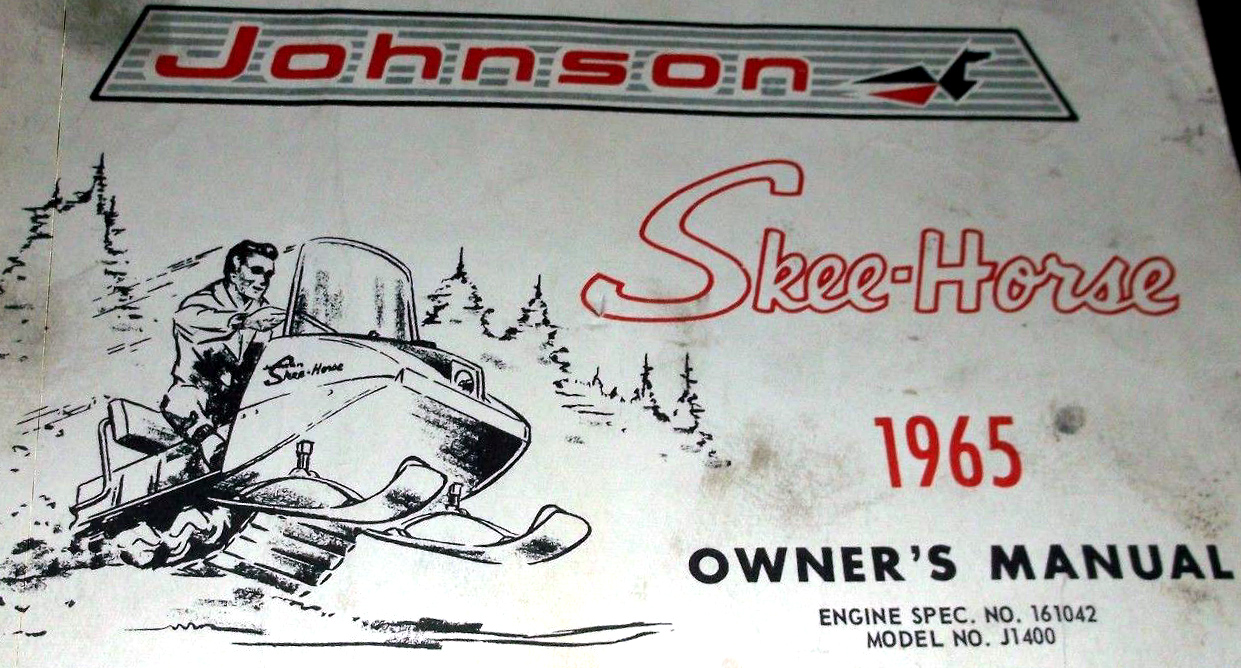 Johnson
Skee-Horse
Skee-Horse
1965
OWNER'S MANUAL
ENGINE SPEC. NO. 161042
MODEL NO. J1400